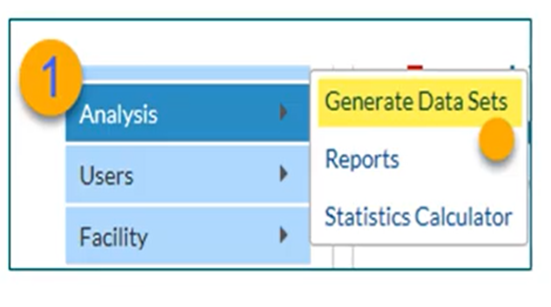 1
Analysis
Users
Facility
Generate Data Sets
Reports
Statistics Calculator